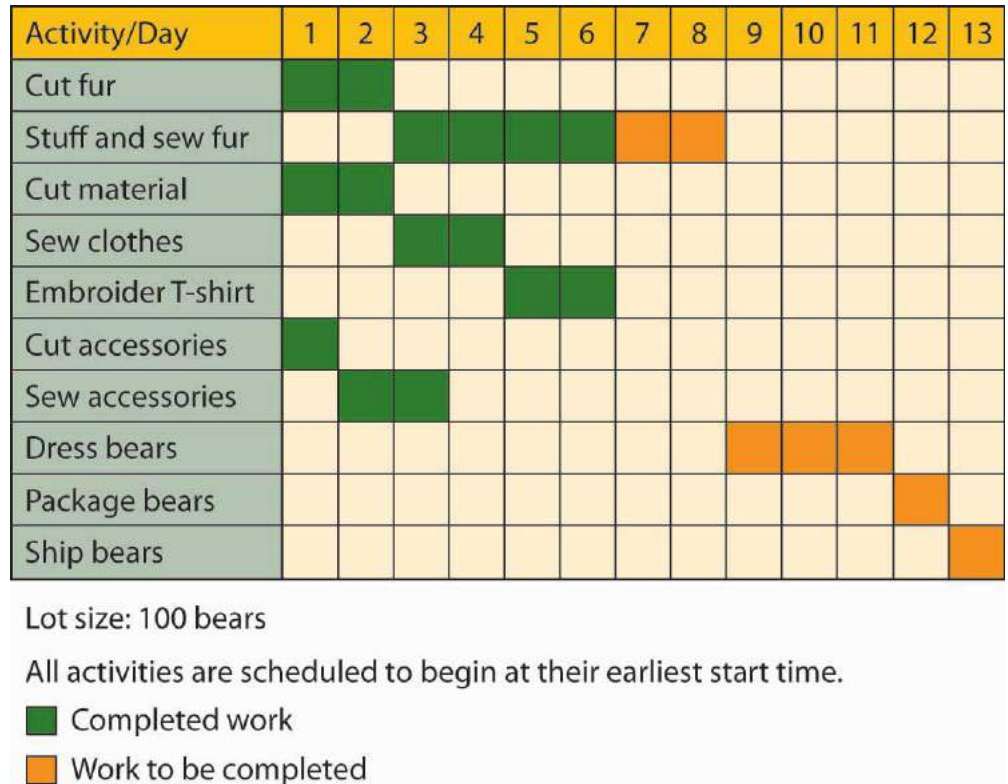 Activity/Day 1 2 3 4 5 6 7 8 9 10 11 12 13
Cut fur
Stuff and sew fur
Cut material
Sew clothes
Embroider T-shirt
Cut accessories
Sew accessories
Dress bears
Package bears
Ship bears
Lot size: 100 bears
All activities are scheduled to begin at their earliest start time.
Completed work
Work to be completed